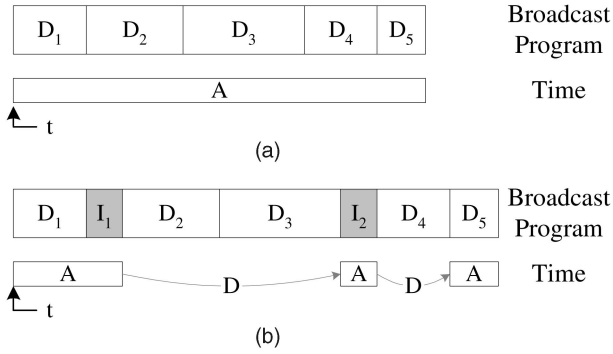 D1 D2 D3 D4 D5 Broadcast Program
A Time
t
(a)
D1 I1 D2 D3 I2 D4 D5 Broadcast Program
A D A D A Time
t
(b)